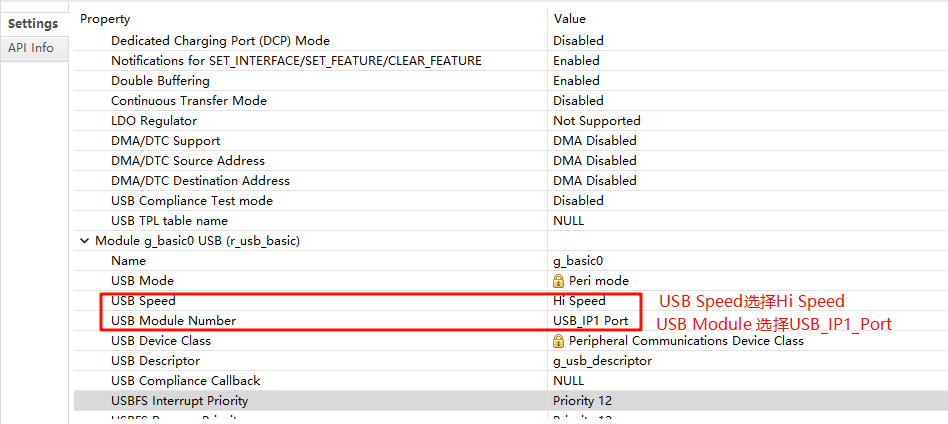 Settings
API Info
Property Value
Dedicated Charging Port (DCP) Mode Disabled
Notifications for SET_INTERFACE/SET_FEATURE/CLEAR_FEATURE Enabled
Double Buffering Enabled
Continuous Transfer Mode Disabled
LDO Regulator Not Supported
DMA/DTC Support DMA Disabled
DMA/DTC Source Address DMA Disabled
DMA/DTC Destination Address DMA Disabled
USB Compliance Test mode Disabled
USB TPL table name NULL
Module g_basic0 USB (r_usb_basic)
Name g_basic0
USB Mode Peri mode
USB Speed Hi Speed USB Speed选择Hi Speed
USB Module Number USB_IP1 Port USB Module 选择USB_IP1_Port
USB Device Class Peripheral Communications Device Class
USB Descriptor g_usb_descriptor
USB Compliance Callback NULL
USBFS Interrupt Priority Priority 12